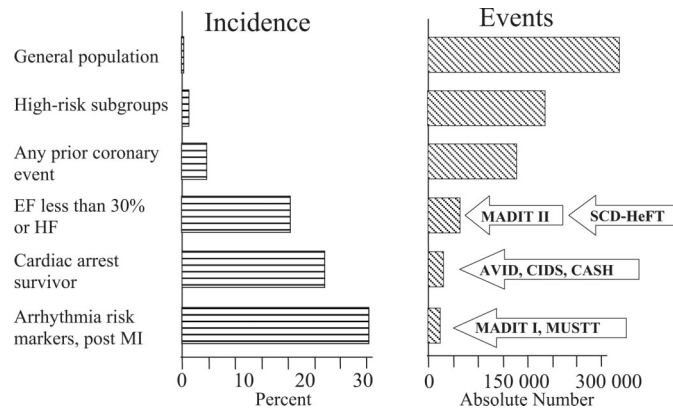 Incidence
Events
General population
High-risk subgroups
Any prior coronary
event
EF less than 30%
or HF
MADIT II
SCD-HeFT
Cardiac arrest
survivor
AVID, CIDS, CASH
Arrhythmia risk
markers, post MI
MADIT I, MUSTT
0 10 20 30
0 150 000 300 000
Percent
Absolute Number